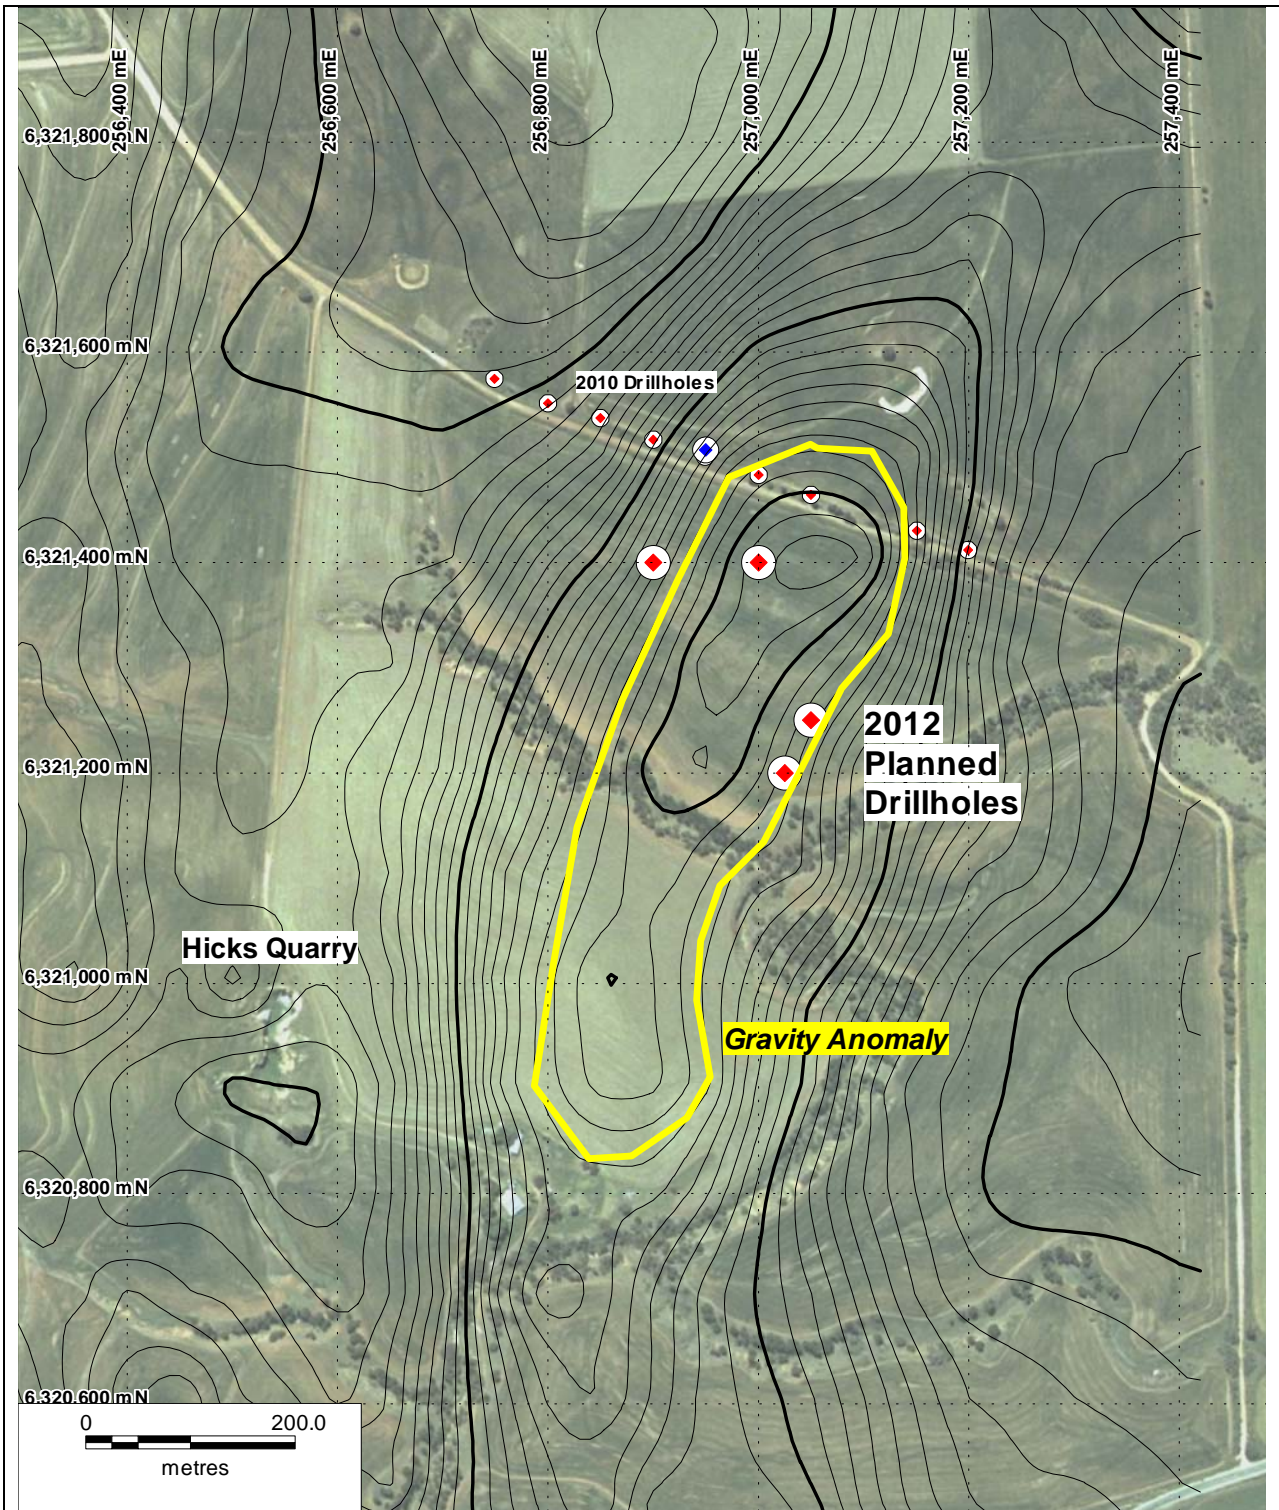 256,400 mE
256,600 mE
256,800 mE
257,000 mE
257,200 mE
257,400 mE
6,321,800 mN
6,321,600 mN
2010 Drillholes
6,321,400 mN
2012
Planned
Drillholes
6,321,200 mN
Hicks Quarry
6,321,000 mN
Gravity Anomaly
6,320,800 mN
6,320,600 mN
0 200.0
metres